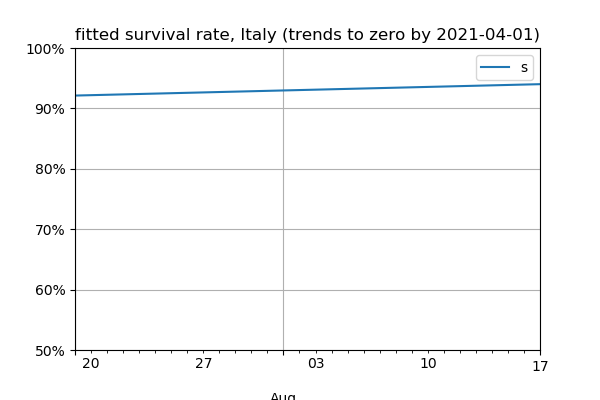 fitted survival rate, Italy (trends to zero by 2021-04-01)
100%
s
90%
80%
70%
60%
50%
20 27 03 10 17
Aug